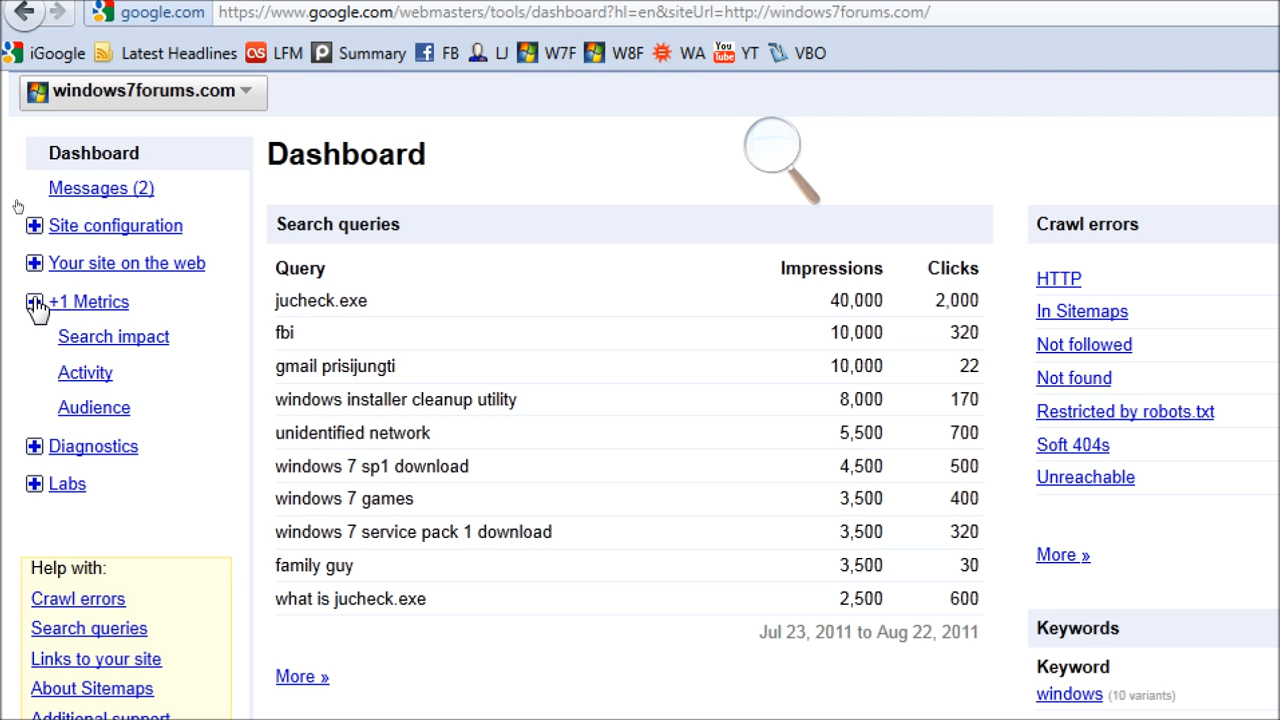 google.com
https://www.google.com/webmasters/tools/dashboard?hl=en&siteUrl=http://windows7forums.com/
iGoogle Latest Headlines LFM Summary FB LJ W7F W8F WA You Tube YT VBO
windows7forums.com
Dashboard
Messages (2)
Site configuration
Your site on the web
+1 Metrics
Search impact
Activity
Audience
Diagnostics
Labs
Help with:
Crawl errors
Search queries
Links to your site
About Sitemaps
Additional support
Dashboard
Search queries
Query Impressions Clicks
jucheck.exe 40,000 2,000
fbi 10,000 320
gmail prisijungti 10,000 22
windows installer cleanup utility 8,000 170
unidentified network 5,500 700
windows 7 sp1 download 4,500 500
windows 7 games 3,500 400
windows 7 service pack 1 download 3,500 320
family guy 3,500 30
what is jucheck.exe 2,500 600
Jul 23, 2011 to Aug 22, 2011
More »
Crawl errors
HTTP
In Sitemaps
Not followed
Not found
Restricted by robots.txt
Soft 404s
Unreachable
More »
Keywords
Keyword
windows (10 variants)